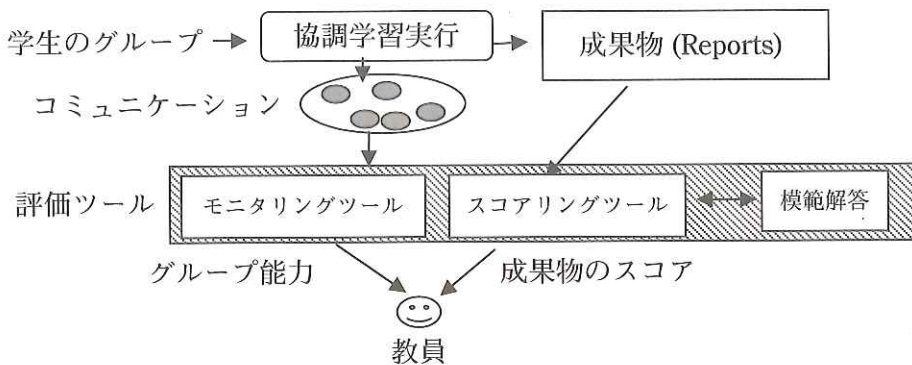 学生のグループ
協調学習実行
成果物 (Reports)
コミュニケーション
評価ツール
モニタリングツール
スコアリングツール
模範解答
グループ能力
成果物のスコア
教員